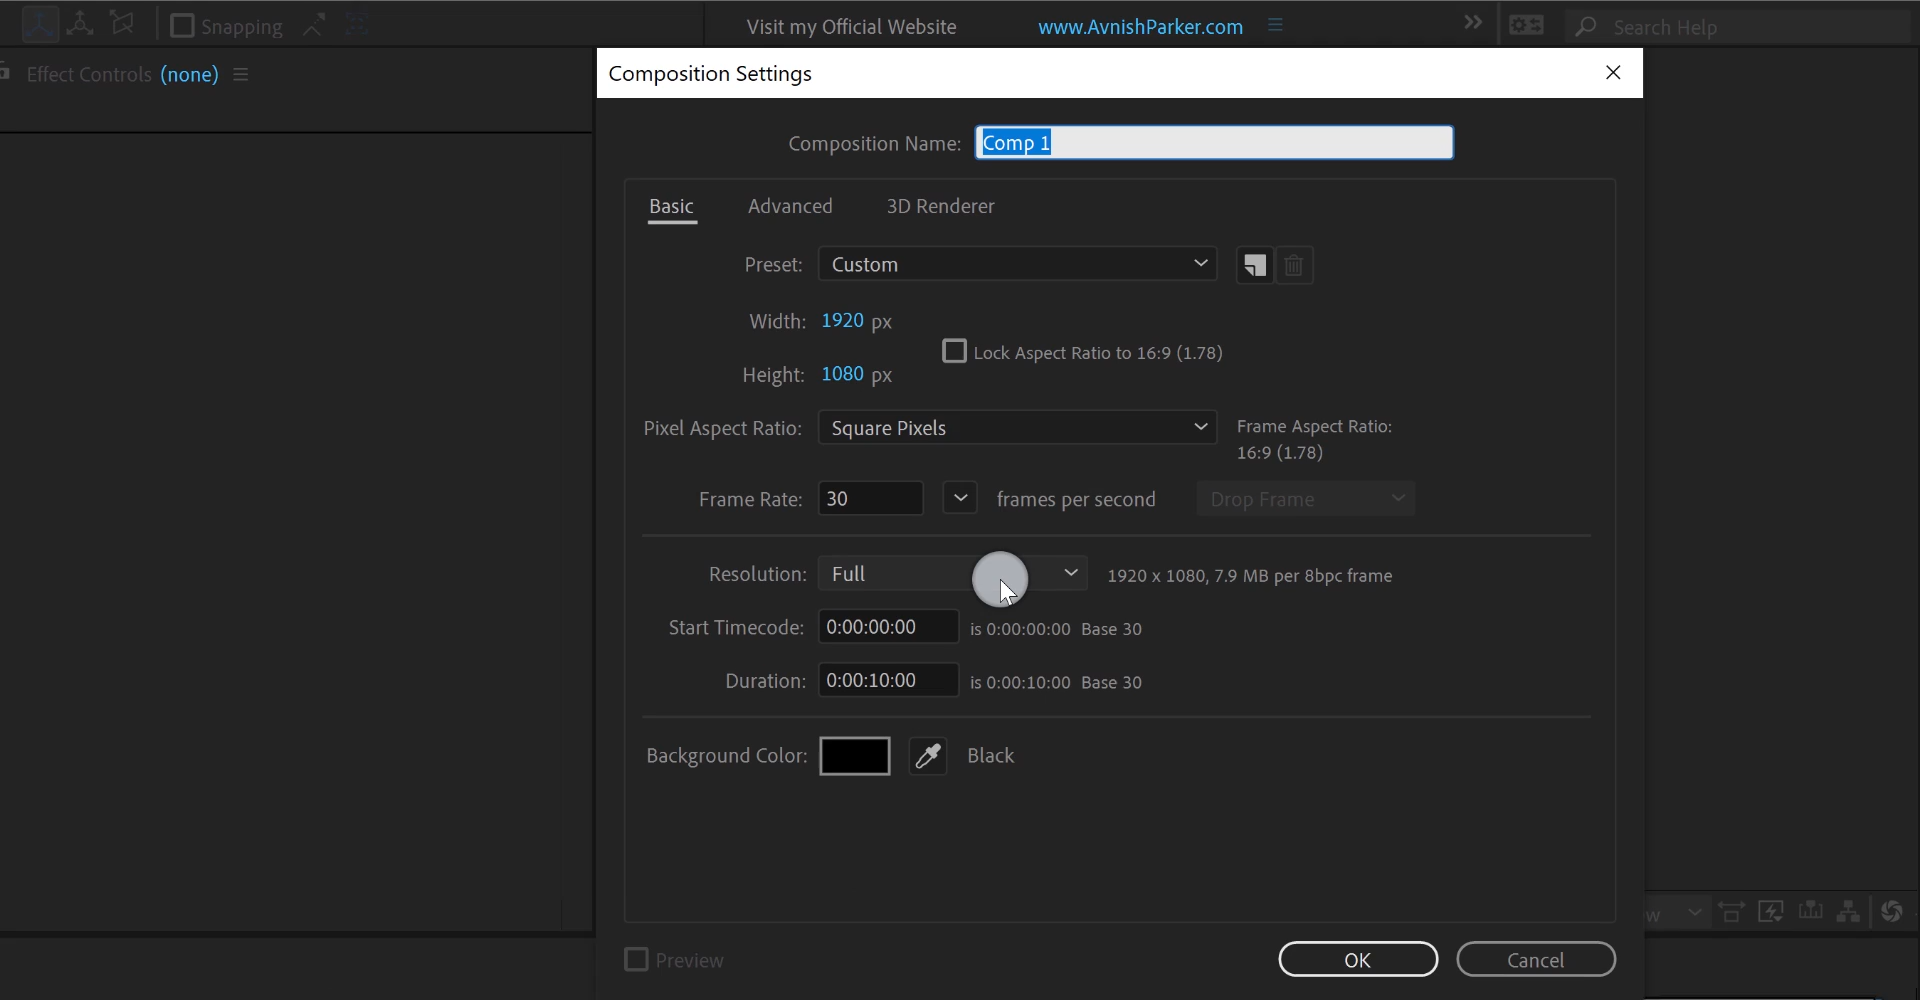 Snapping
Visit my Official Website
www.AvnishParker.com
Search Help
Effect Controls (none)
Composition Settings
Composition Name: Comp 1
Basic Advanced 3D Renderer
Preset: Custom
Width: 1920 px
Lock Aspect Ratio to 16:9 (1.78)
Height: 1080 px
Pixel Aspect Ratio: Square Pixels
Frame Aspect Ratio:
16:9 (1.78)
Frame Rate: 30 frames per second Drop Frame
Resolution: Full 1920 x 1080, 7.9 MB per 8bpc frame
Start Timecode: 0:00:00:00 is 0:00:00:00 Base 30
Duration: 0:00:10:00 is 0:00:10:00 Base 30
Background Color: Black
w
Preview
OK
Cancel